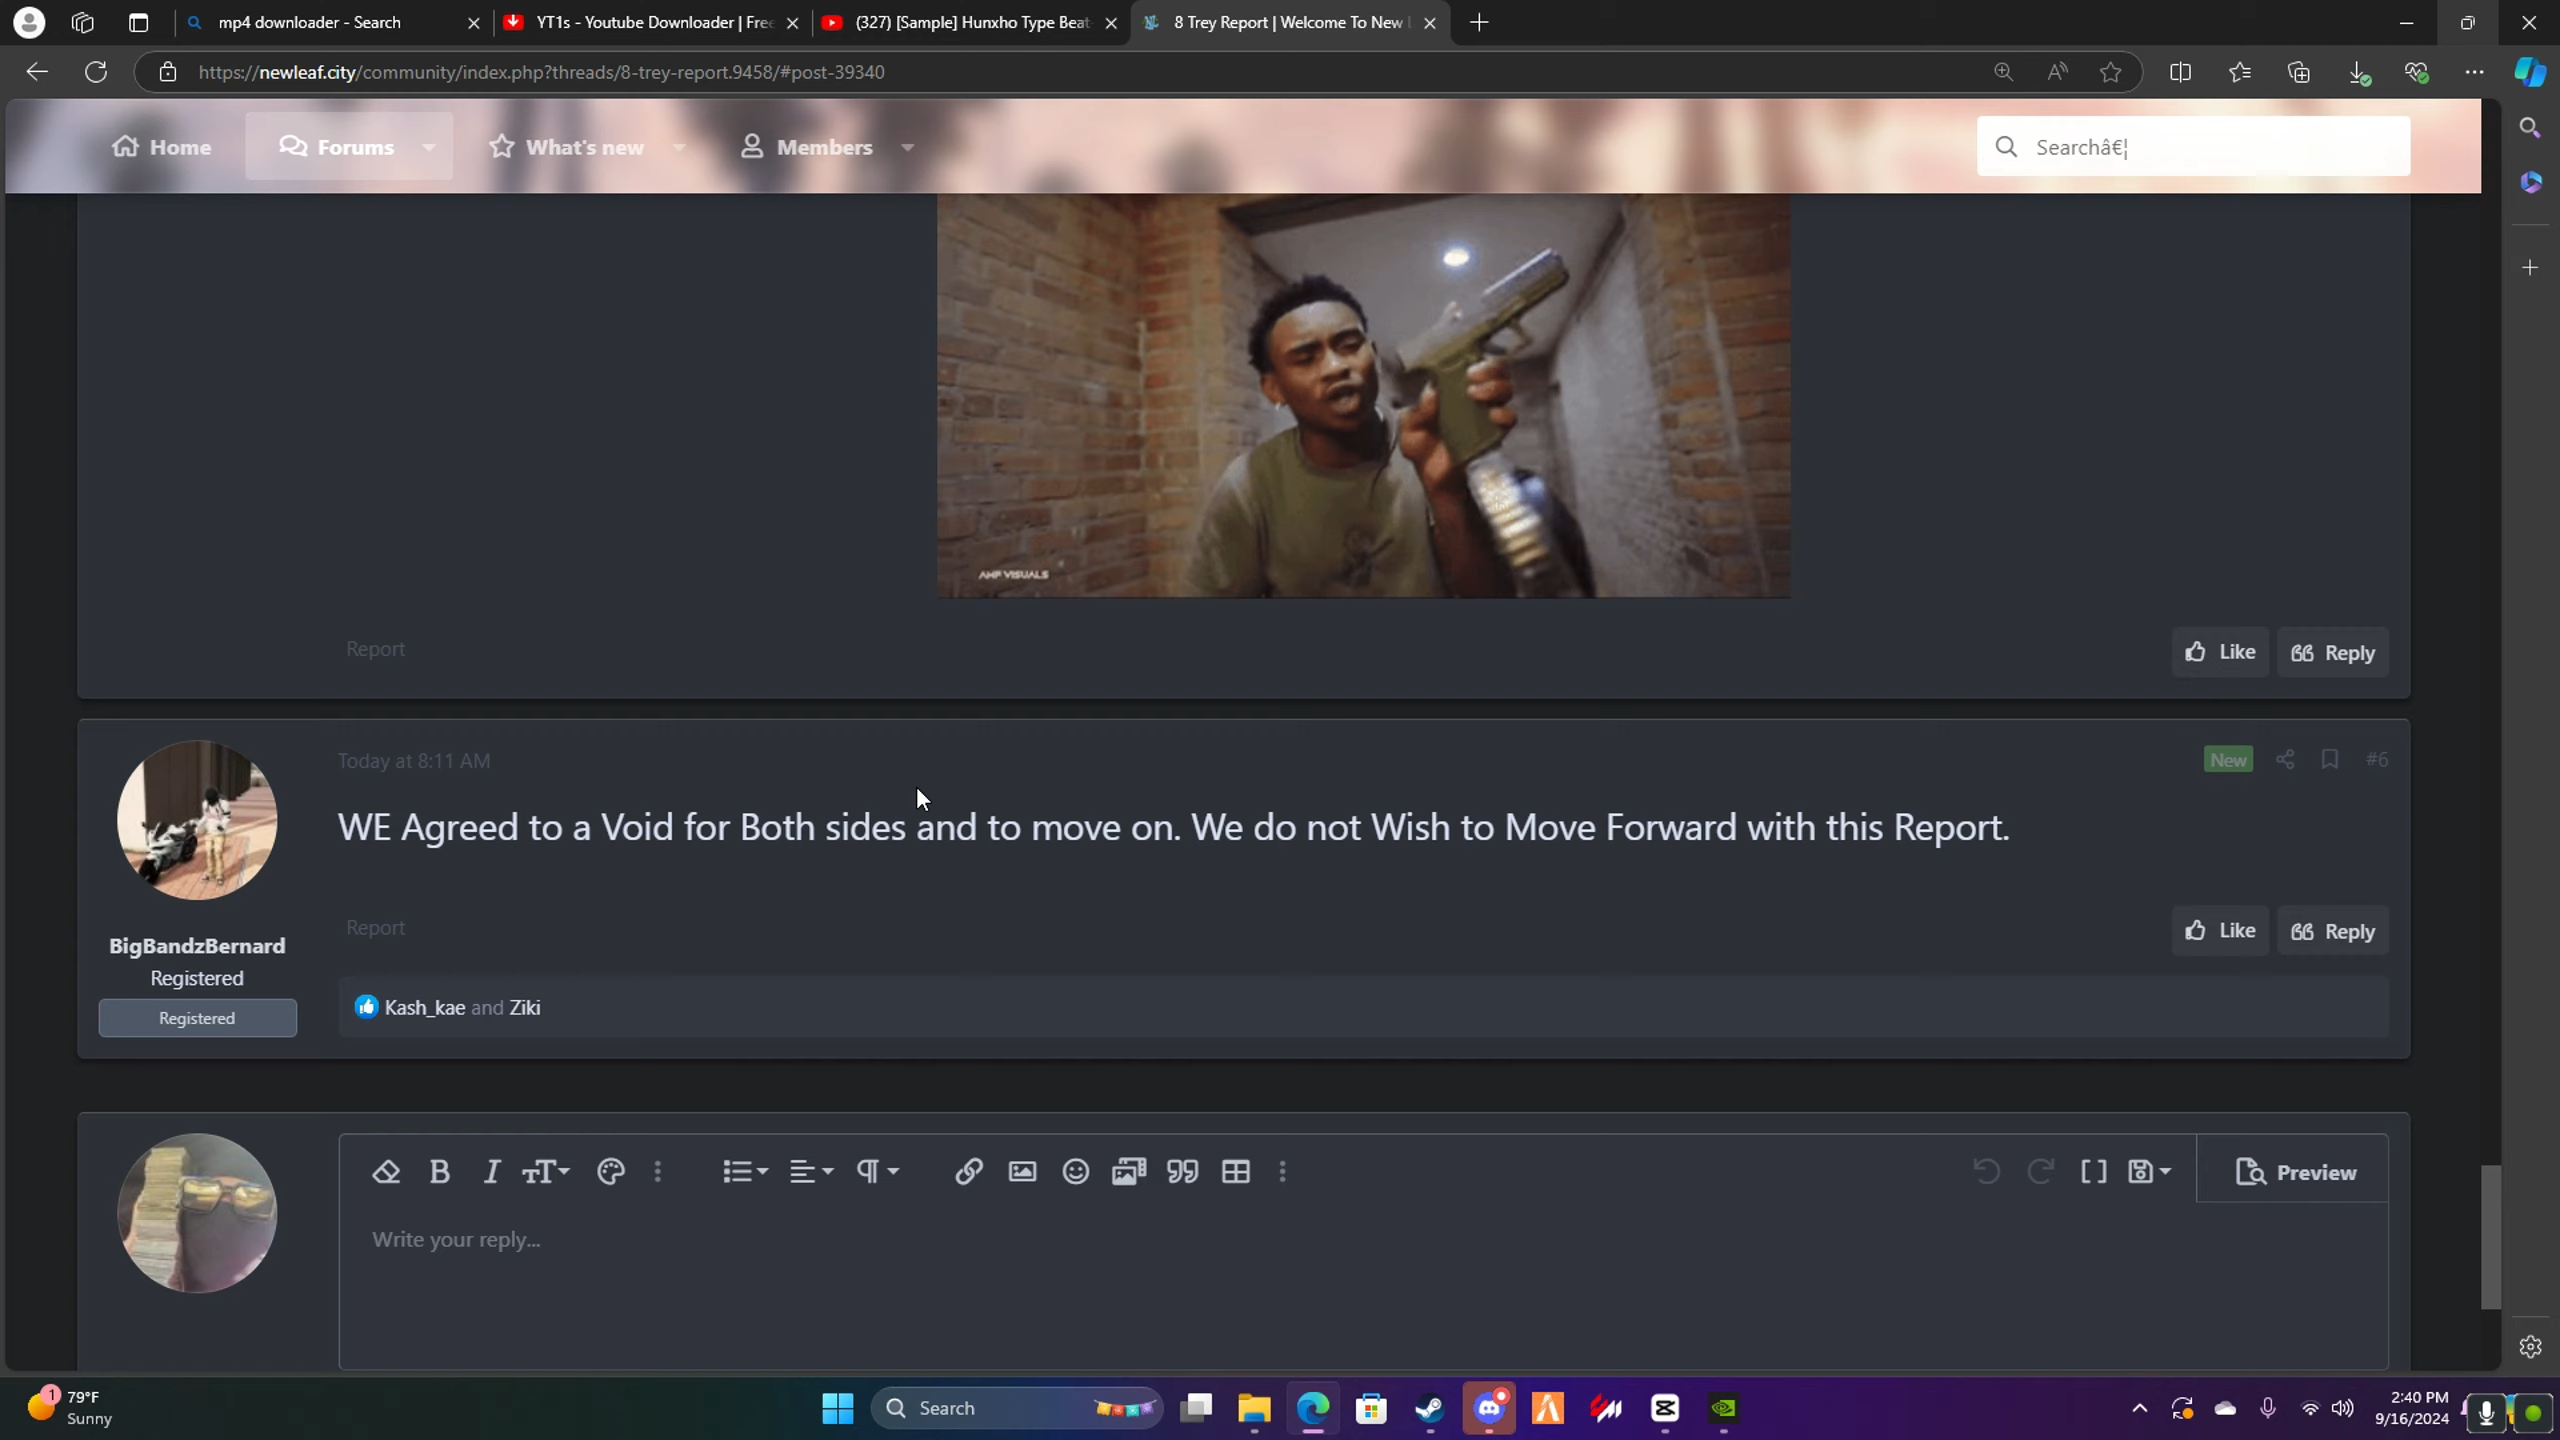 mp4 downloader - Search
YT1s - Youtube Downloader | Free
(327) [Sample] Hunxho Type Beat
8 Trey Report | Welcome To New
https://newleaf.city/community/index.php?threads/8-trey-report.9458/#post-39340
Home
Forums
What's new
Members
Searchâ€¦
AHP VISUALS
Report
Like
Reply
Today at 8:11 AM
New
#6
WE Agreed to a Void for Both sides and to move on. We do not Wish to Move Forward with this Report.
Report
Like
Reply
BigBandzBernard
Registered
Registered
Kash_kae and Ziki
Preview
Write your reply...
1
79°F
Sunny
Search
2:40 PM
9/16/2024